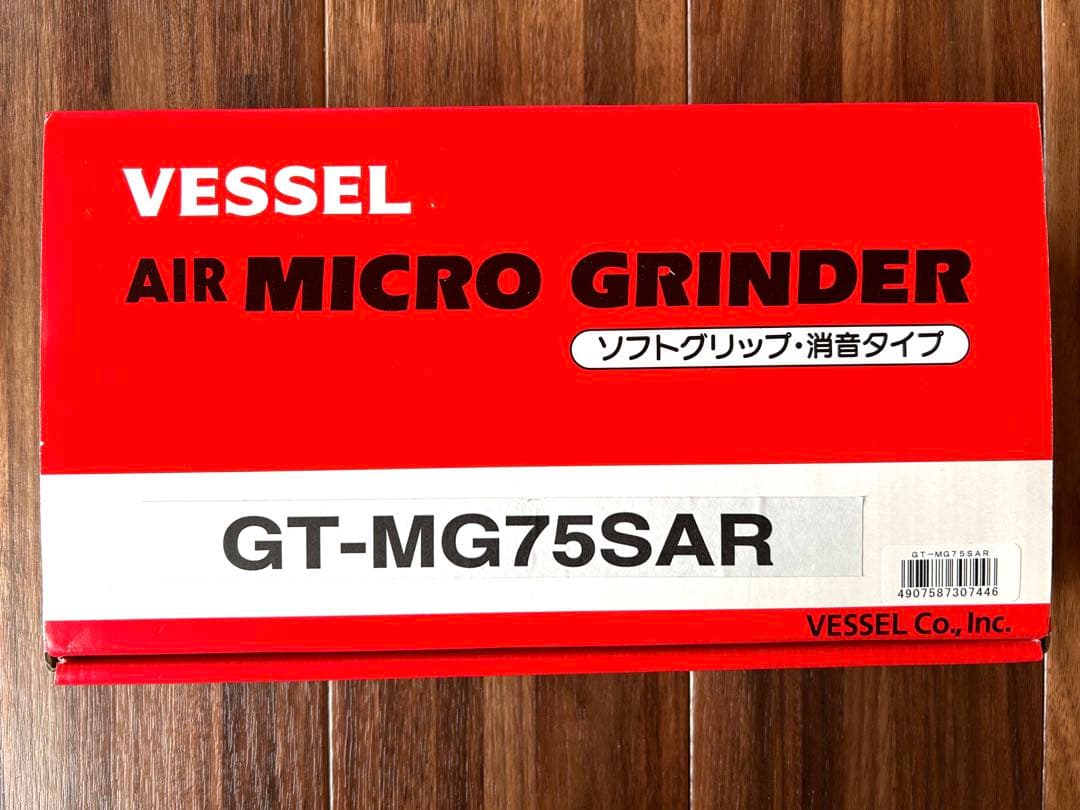 VESSEL
AIR MICRO GRINDER
ソフトグリップ・消音タイプ
GT-MG75SAR
GT-MG75SAR
4907587307446
VESSEL Co., Inc.